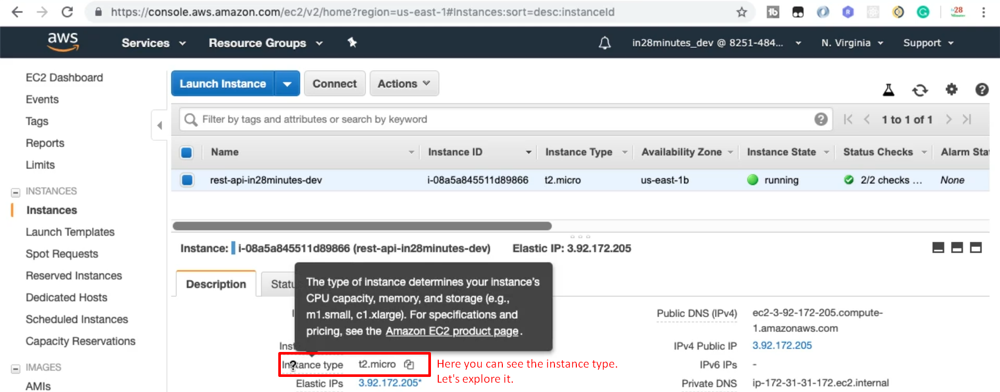 https://console.aws.amazon.com/ec2/v2/home?region=us-east-1#Instances:sort=desc:instanceId
aws
Services
Resource Groups
in28minutes_dev @ 8251-484...
N. Virginia
Support
EC2 Dashboard
Events
Tags
Reports
Limits
INSTANCES
Instances
Launch Templates
Spot Requests
Reserved Instances
Dedicated Hosts
Scheduled Instances
Capacity Reservations
IMAGES
AMIs
Launch Instance
Connect
Actions
Filter by tags and attributes or search by keyword
1 to 1 of 1
Name
Instance ID
Instance Type
Availability Zone
Instance State
Status Checks
Alarm Sta
rest-api-in28minutes-dev
i-08a5a845511d89866
t2.micro
us-east-1b
running
2/2 checks ...
None
Instance: i-08a5a845511d89866 (rest-api-in28minutes-dev) Elastic IP: 3.92.172.205
Description
Statu
The type of instance determines your instance's
CPU capacity, memory, and storage (e.g.,
m1.small, c1.xlarge). For specifications and
pricing, see the Amazon EC2 product page.
Inst
Instance type t2.micro
Here you can see the instance type.
Let's explore it.
Elastic IPs 3.92.172.205*
Public DNS (IPv4) ec2-3-92-172-205.compute-
1.amazonaws.com
IPv4 Public IP 3.92.172.205
IPv6 IPs -
Private DNS ip-172-31-31-172.ec2.internal